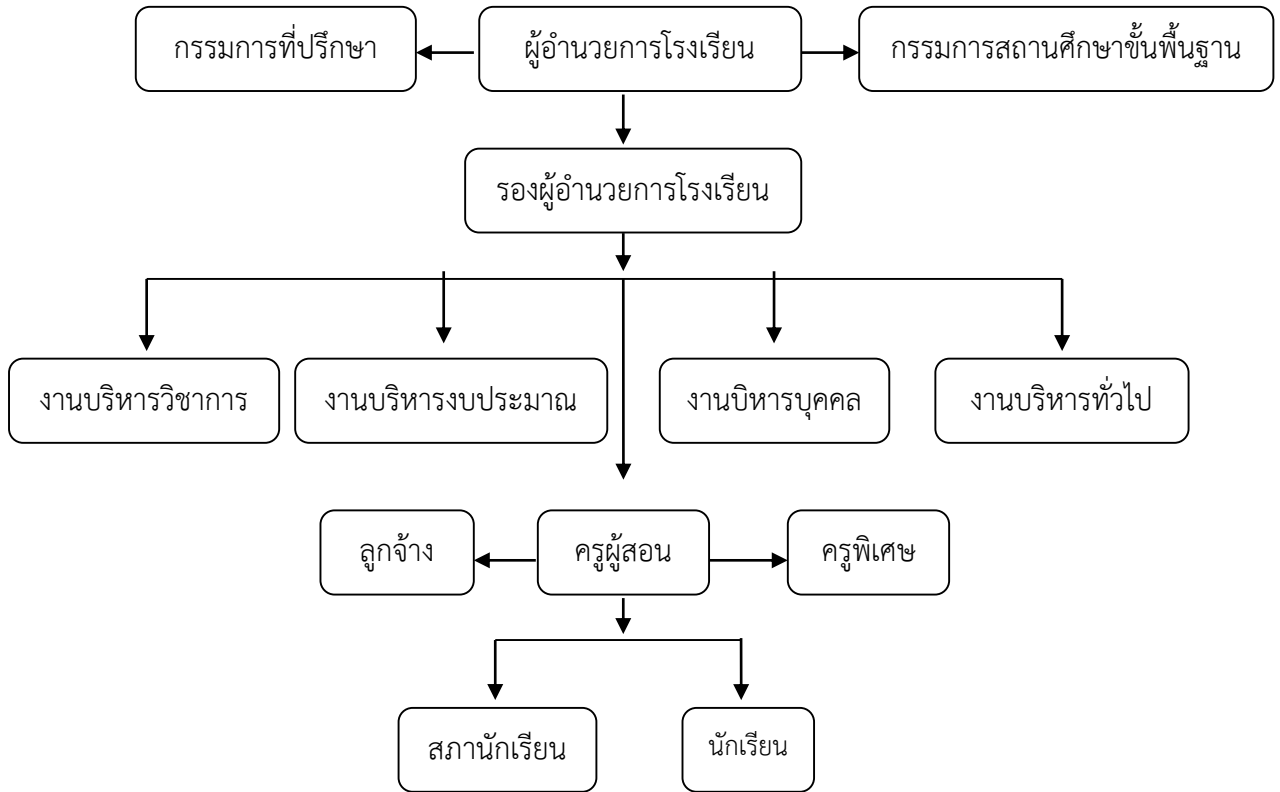 กรรมการที่ปรึกษา
ผู้อำนวยการโรงเรียน
กรรมการสถานศึกษาขั้นพื้นฐาน
รองผู้อำนวยการโรงเรียน
งานบริหารวิชาการ
งานบริหารงบประมาณ
งานบิหารบุคคล
งานบริหารทั่วไป
ลูกจ้าง
ครูผู้สอน
ครูพิเศษ
สภานักเรียน
นักเรียน